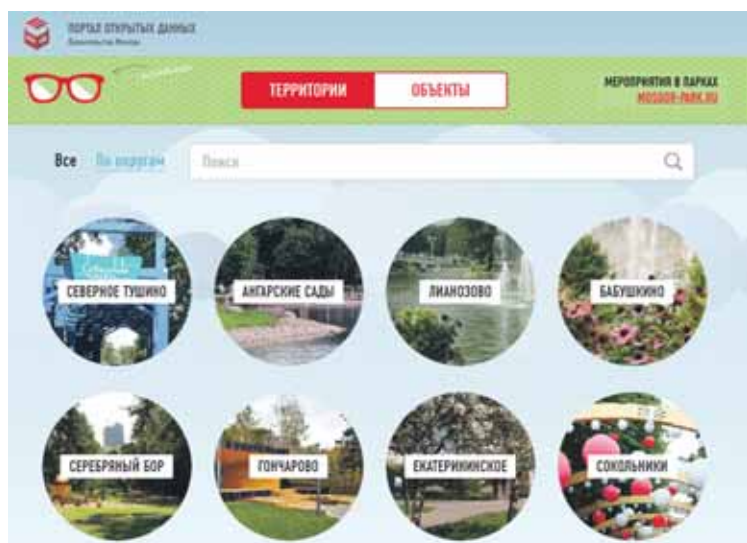 ПОРТАЛ ОТКРЫТЫХ ДАННЫХ
Правительства Москвы
ТЕРРИТОРИИ
ОБЪЕКТЫ
МЕРОПРИЯТИЯ В ПАРКАХ
MOSGOR-PARK.RU
Все
По округам
Поиск
СЕВЕРНОЕ ТУШИНО
АНГАРСКИЕ САДЫ
ЛИАНОЗОВО
БАБУШКИНО
СЕРЕБРЯНЫЙ БОР
ГОНЧАРОВО
ЕКАТЕРИНИНСКОЕ
СОКОЛЬНИКИ